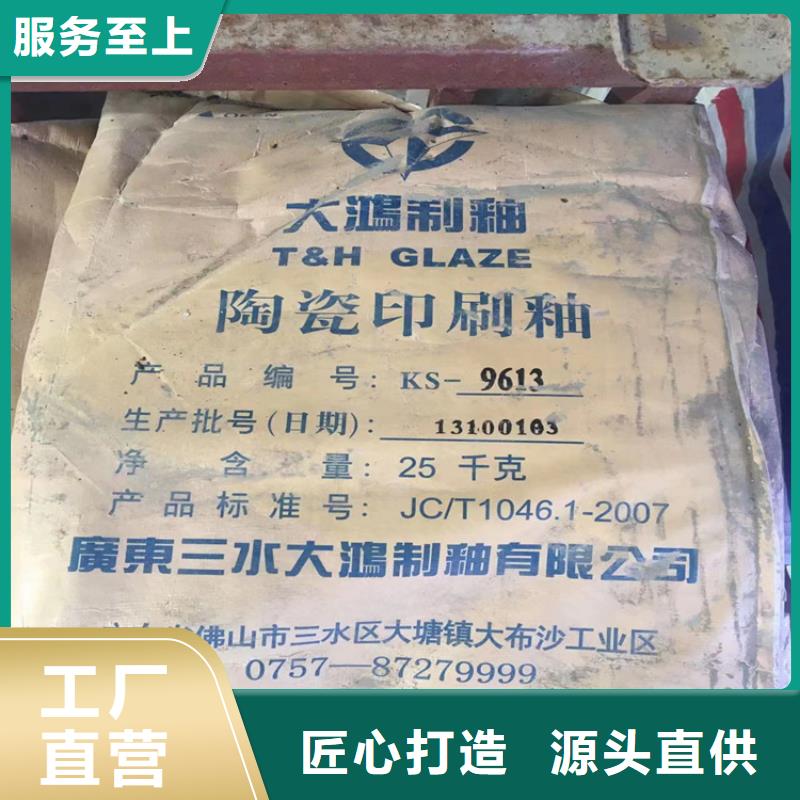 服务至上
OPEN
大鴻制釉
T&H GLAZE
陶瓷印刷釉
产品编号: KS-9613
生产批号(日期): 13100103
净含量: 25 千克
产品标准号: JC/T1046.1-2007
廣東三水大鴻制釉有限公司
佛山市三水区大塘镇大布沙工业区
0757—87279999
工厂
直营
匠心打造 源头直供